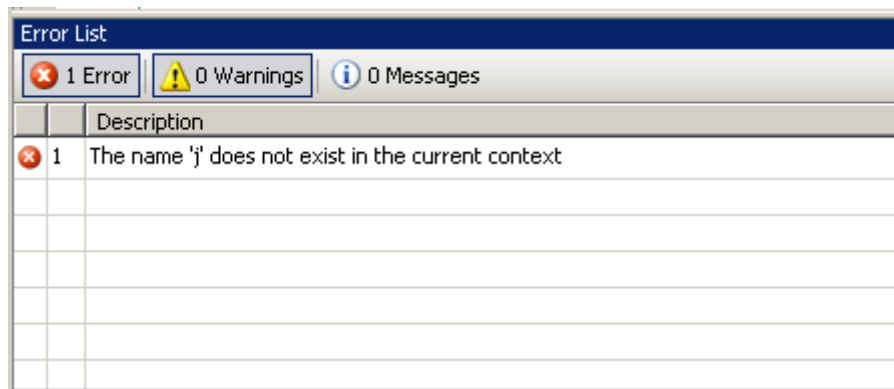 Error List
1 Error 0 Warnings 0 Messages
Description
1 The name 'j' does not exist in the current context